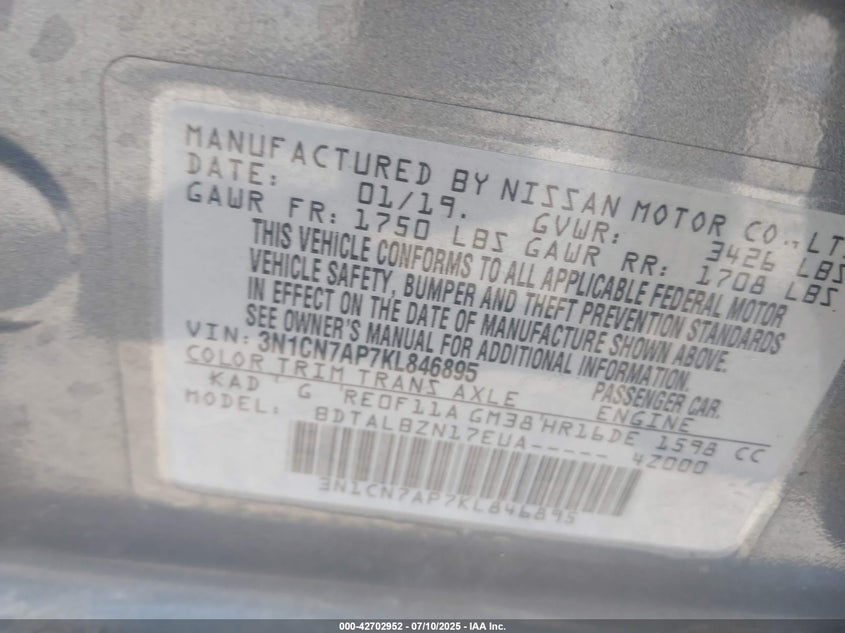 MANUFACTURED BY NISSAN MOTOR CO., LT
DATE: 01/19. GVWR: 3426 LBS
GAWR FR: 1750 LBS GAWR RR: 1708 LBS
THIS VEHICLE CONFORMS TO ALL APPLICABLE FEDERAL MOTOR
VEHICLE SAFETY, BUMPER AND THEFT PREVENTION STANDARDS
IN EFFECT ON THE DATE OF MANUFACTURE SHOWN ABOVE.
SEE OWNER'S MANUAL FOR ADDITIONAL INFORMATION.
VIN: 3N1CN7AP7KL846895 PASSENGER CAR.
COLOR TRIM TRANS AXLE ENGINE
KAD G RE0F11A GM38 HR16DE 1598 CC
MODEL: BDTALBZN17EUA----- 4Z000
3N1CN7AP7KL846895
000-42702952 - 07/10/2025 - IAA Inc.